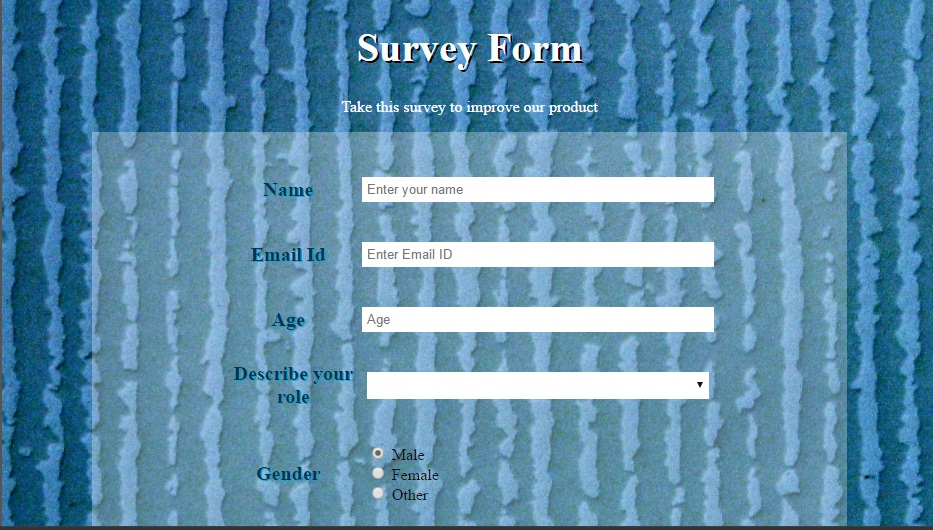 Survey Form
Take this survey to improve our product
Name Enter your name
Email Id Enter Email ID
Age Age
Describe your
role
Male
Gender Female
Other